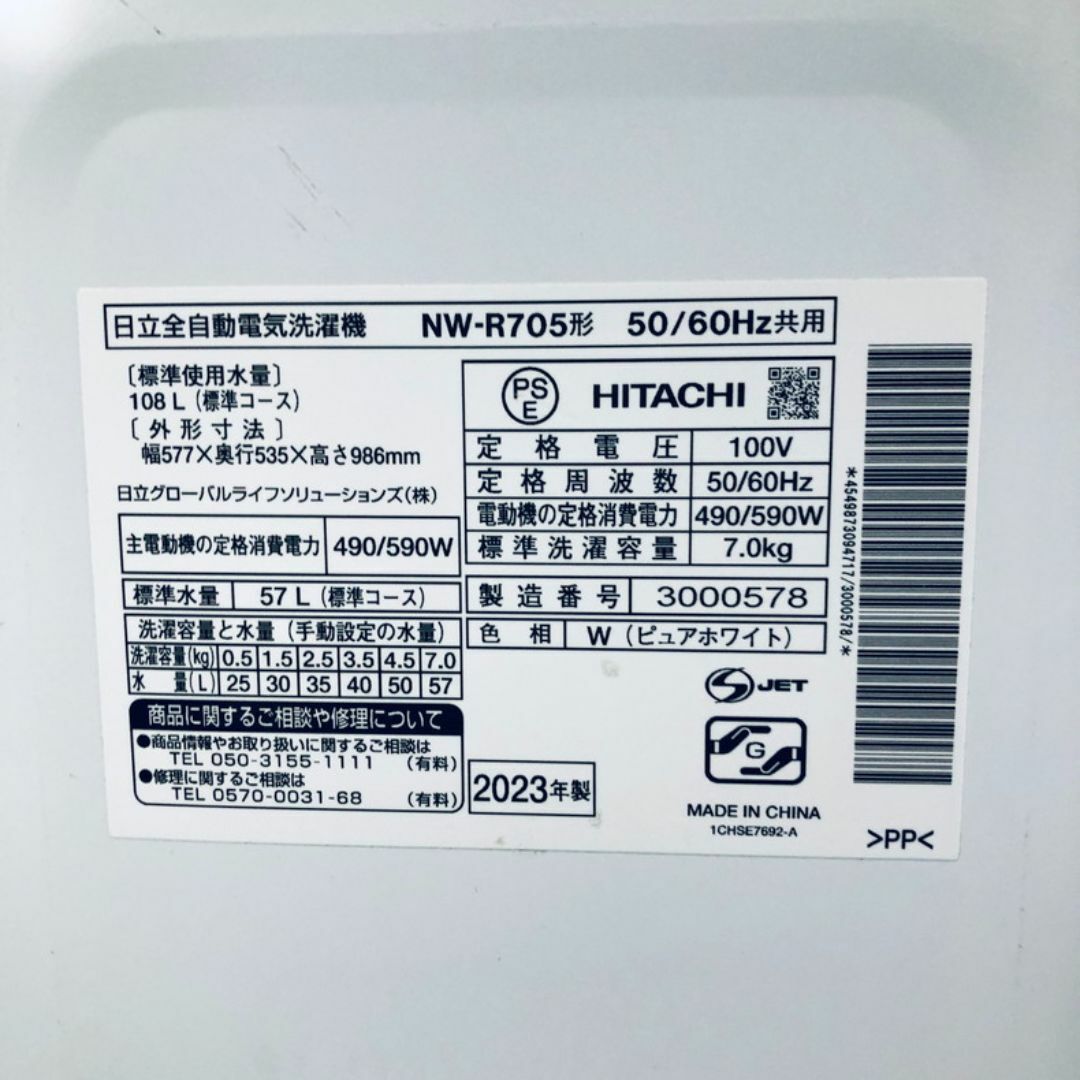 日立全自動電気洗濯機 NW-R705形 50/60Hz共用
〔標準使用水量〕
108 L (標準コース)
〔外形寸法〕
幅577×奥行535×高さ986mm
日立グローバルライフソリューションズ(株)
主電動機の定格消費電力 490/590W
標準水量 57 L (標準コース)
洗濯容量と水量 (手動設定の水量)
洗濯容量(kg) 0.5 1.5 2.5 3.5 4.5 7.0
水量(L) 25 30 35 40 50 57
商品に関するご相談や修理について
●商品情報やお取り扱いに関するご相談は
TEL 050-3155-1111 (有料)
●修理に関するご相談は
TEL 0570-0031-68 (有料)
PS
E
HITACHI
定格電圧 100V
定格周波数 50/60Hz
電動機の定格消費電力 490/590W
標準洗濯容量 7.0kg
製造番号 3000578
色相 W (ピュアホワイト)
S JET
G
2023年製
MADE IN CHINA
1CHSE7692-A
*4549873094717/3000578/*
>PP<